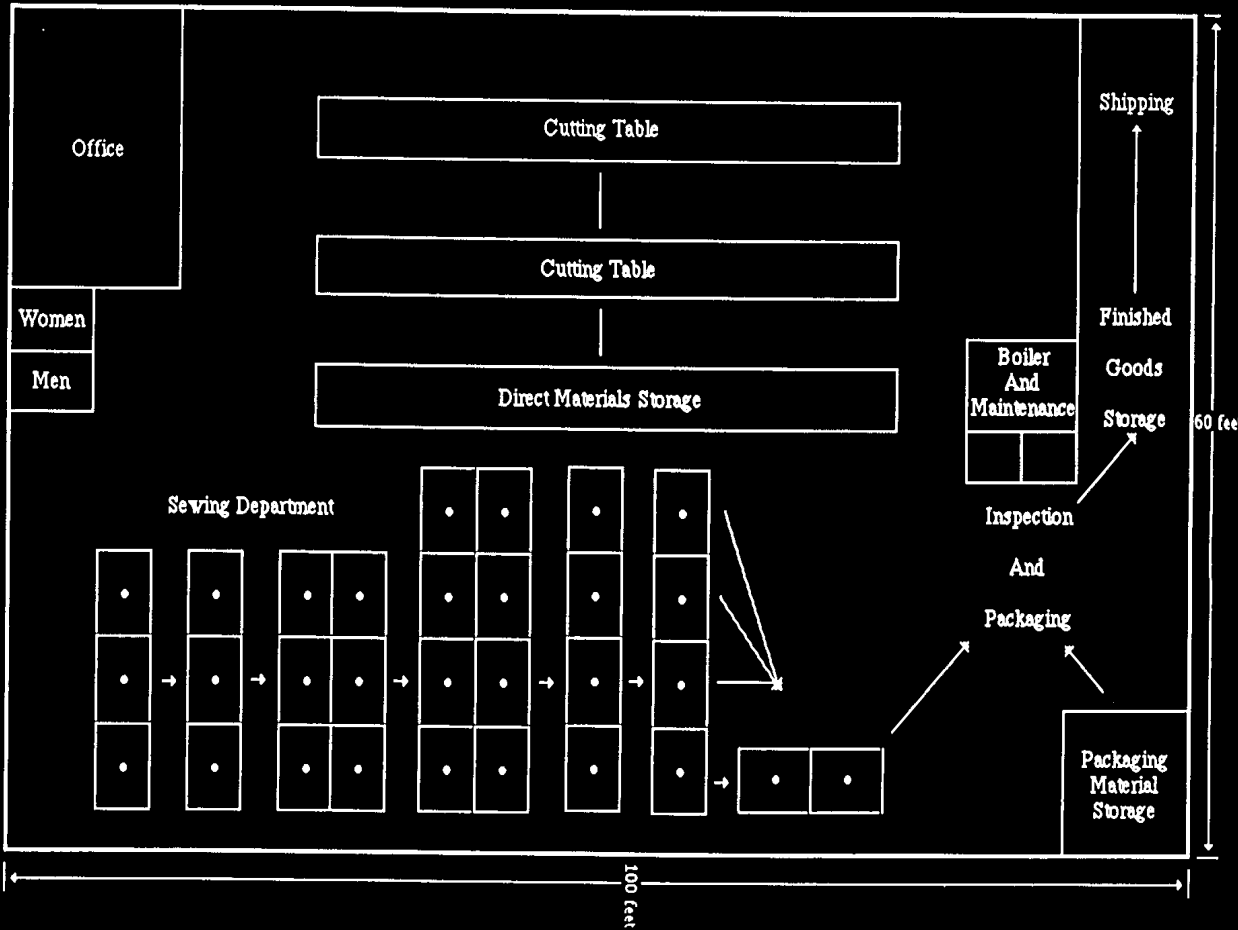 Office
Cutting Table
Shipping
Cutting Table
Women
Men
Direct Materials Storage
Boiler
And
Maintenance
Finished
Goods
Storage
60 fee
Sewing Department
Inspection
And
Packaging
Packaging
Material
Storage
100 feet